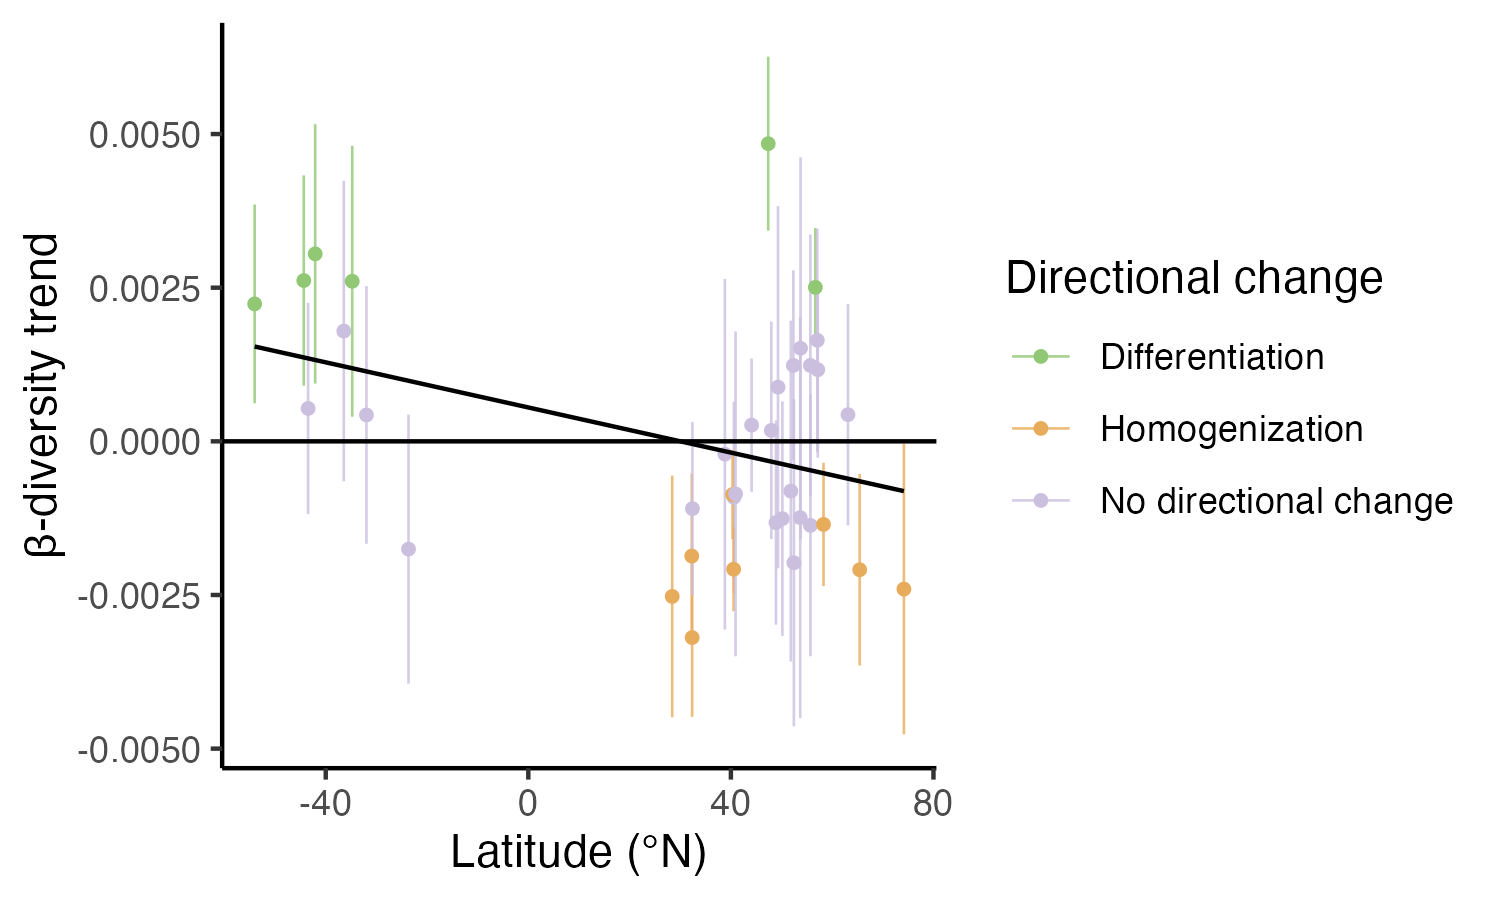 0.0050
0.0025
0.0000
-0.0025
-0.0050
β-diversity trend
-40
0
40
80
Latitude (°N)
Directional change
Differentiation
Homogenization
No directional change